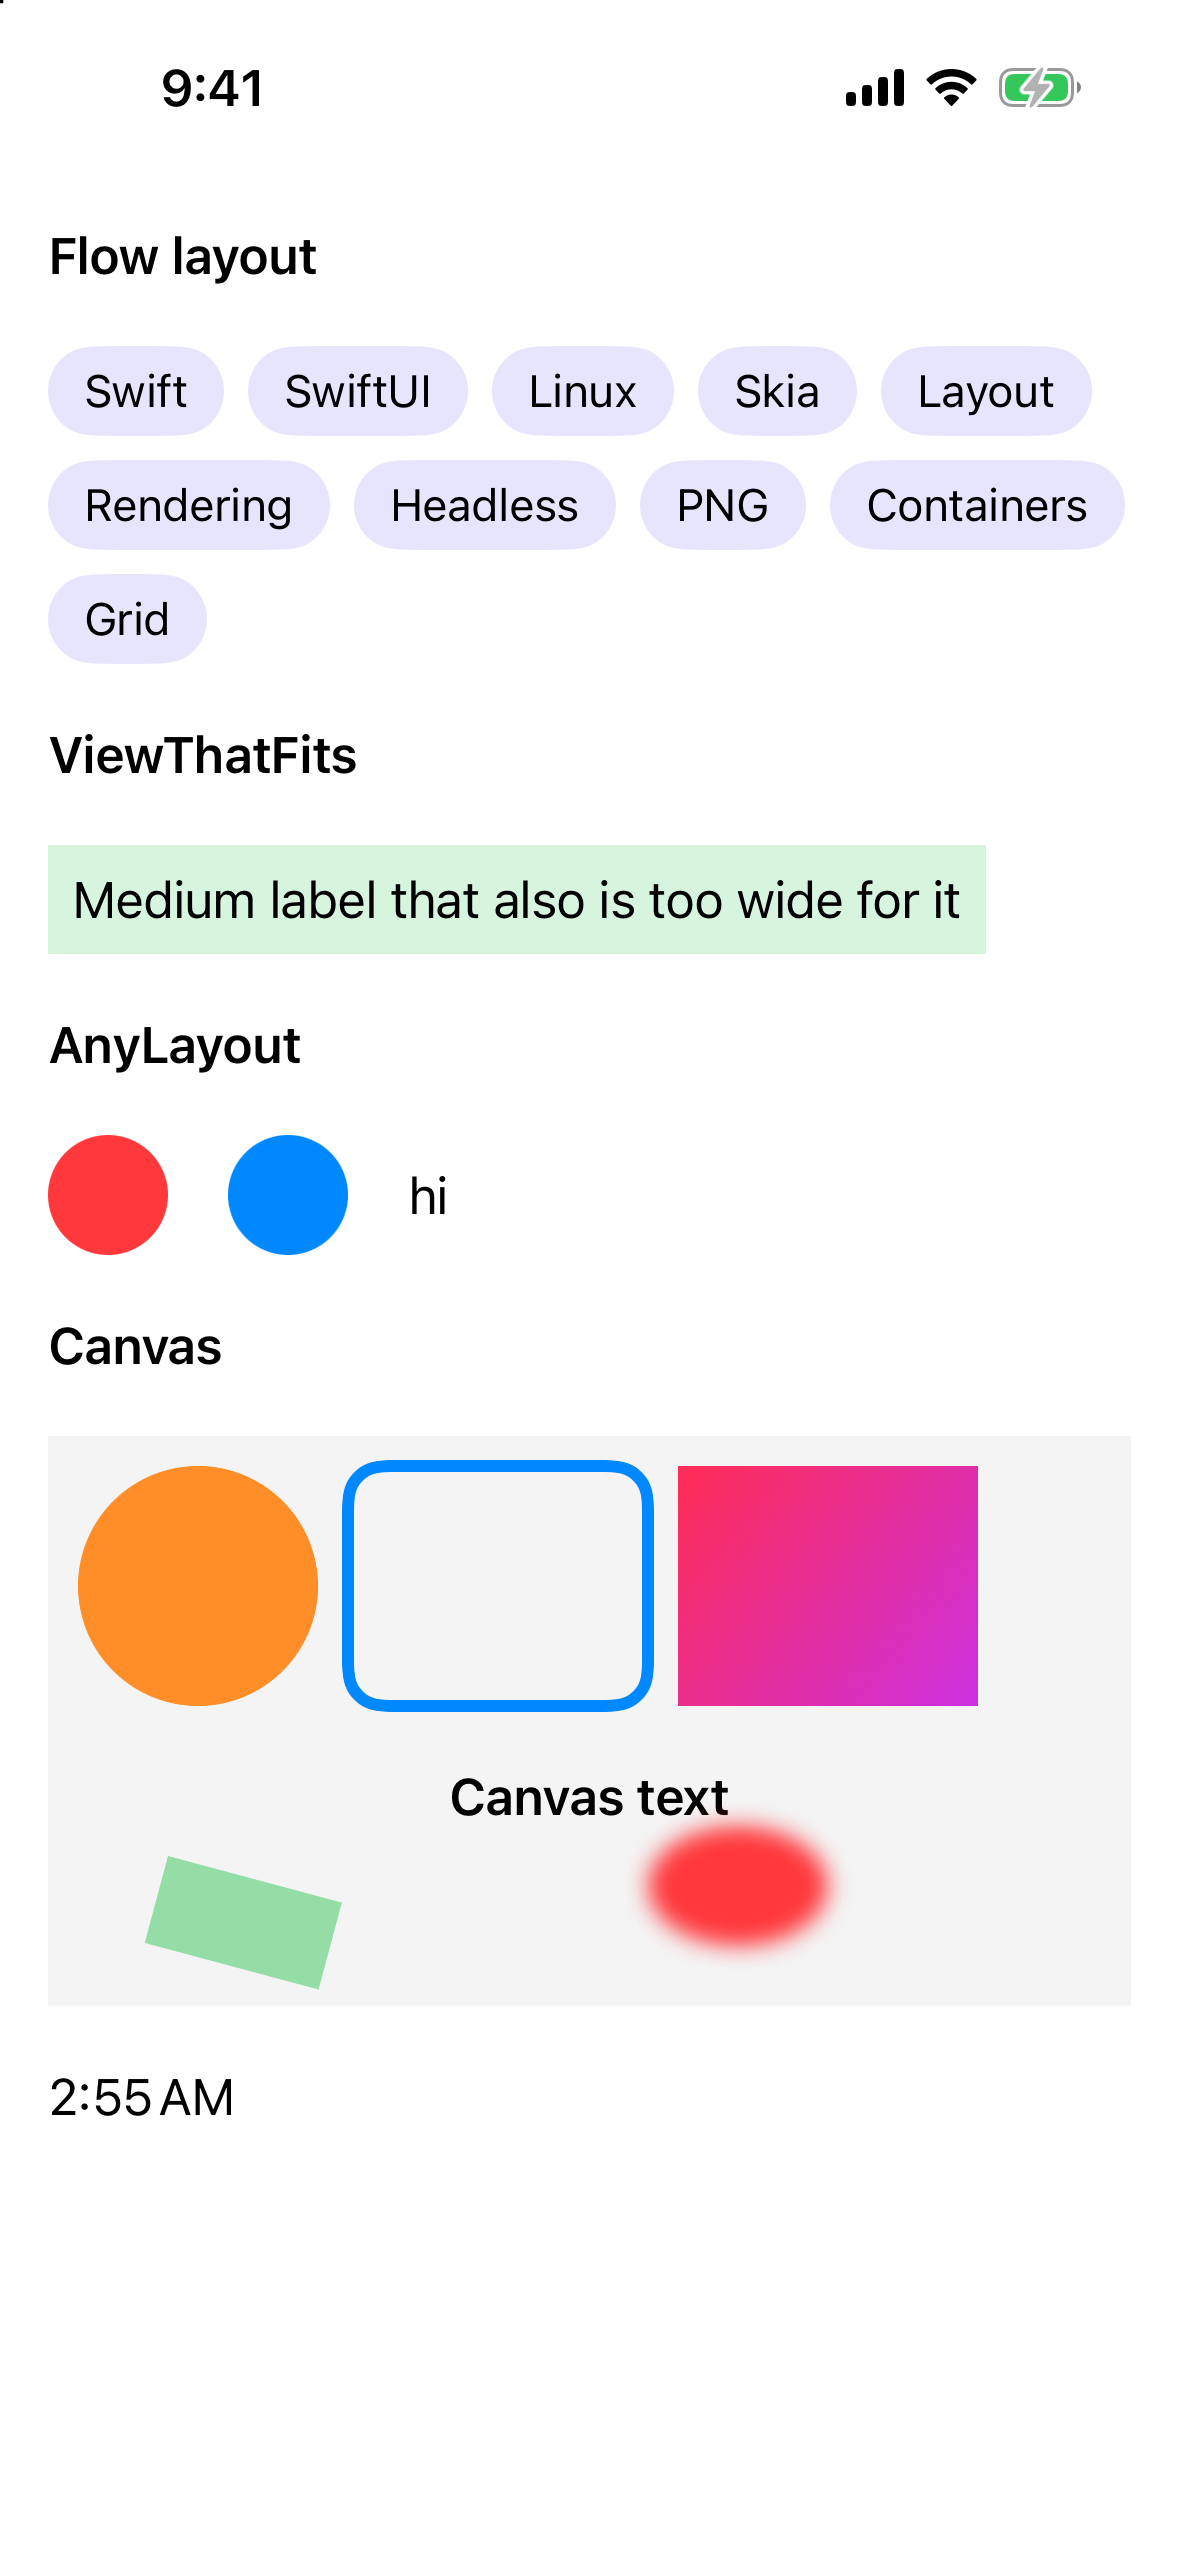 9:41
Flow layout
Swift SwiftUI Linux Skia Layout
Rendering Headless PNG Containers
Grid
ViewThatFits
Medium label that also is too wide for it
AnyLayout
hi
Canvas
Canvas text
2:55 AM